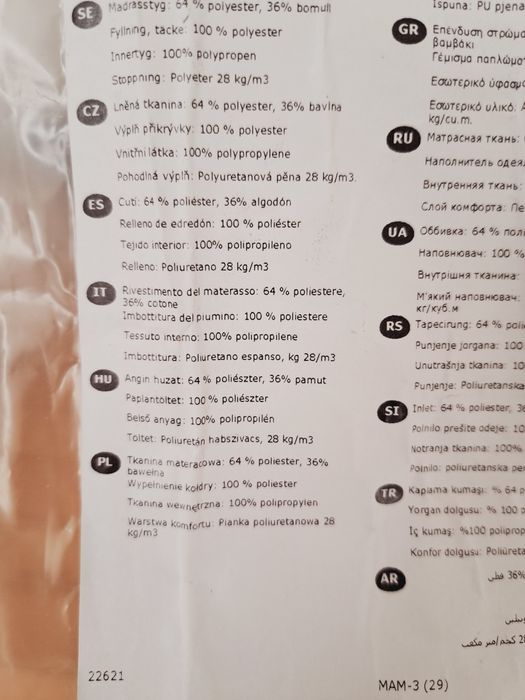 SE Madrasstyg: 64 % polyester, 36% bomull
Fyllning, täcke: 100 % polyester
Innertyg: 100% polypropen
Stoppning: Polyeter 28 kg/m3
CZ Lněná tkanina: 64 % polyester, 36% bavlna
Výplň přikrývky: 100 % polyester
Vnitřní látka: 100% polypropylene
Pohodlná výplň: Polyuretanová pěna 28 kg/m3.
ES Cutí: 64 % poliéster, 36% algodón
Relleno de edredón: 100 % poliéster
Tejido interior: 100% polipropileno
Relleno: Poliuretano 28 kg/m3
IT Rivestimento del materasso: 64 % poliestere,
36% cotone
Imbottitura del piumino: 100 % poliestere
Tessuto interno: 100% polipropilene
Imbottitura: Poliuretano espanso, kg 28/m3
HU Angin huzat: 64 % poliészter, 36% pamut
Paplantöltet: 100 % poliészter
Belső anyag: 100% polipropilén
Töltet: Poliuretán habszivacs, 28 kg/m3
PL Tkanina materacowa: 64 % poliester, 36%
bawełna
Wypełnienie kołdry: 100 % poliester
Tkanina wewnętrzna: 100% polipropylen
Warstwa komfortu: Pianka poliuretanowa 28
kg/m3
22621
Ispuna: PU pjena
GR Επένδυση στρώμα
βαμβάκι
Γέμισμα παπλώμα
Εσωτερικό ύφασμ
Εσωτερικό υλικό:
kg/cu.m.
RU Матрасная ткань:
Наполнитель одея
Внутренняя ткань:
Слой комфорта: Пе
UA Оббивка: 64 % полі
Наповнювач: 100 %
Внутрішня тканина
М'який наповнювач:
кг/куб.м
RS Tapecirung: 64 % poli
Punjenje jorgana: 100
Unutrašnja tkanina: 10
Punjenje: Poliuretanska
SI Inlet: 64 % poliester, 36
Polnilo prešite odeje: 10
Notranja tkanina: 100%
Polnilo: poliuretanska pe
TR Kaplama kumaşı: % 64 p
Yorgan dolgusu: % 100 p
İç kumaş: %100 polipropi
Konfor dolgusu: Poliüreta
AR
36% قطن
28 كجم/متر مكعب
MAM-3 (29)